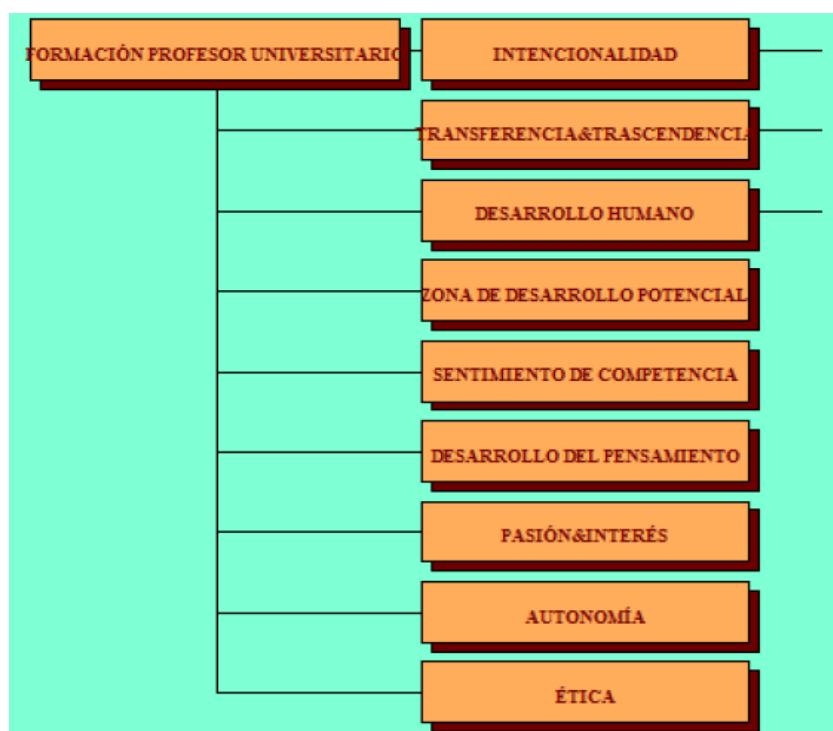 FORMACIÓN PROFESOR UNIVERSITARIO
INTENCIONALIDAD
TRANSFERENCIA&TRASCENDENCIA
DESARROLLO HUMANO
ZONA DE DESARROLLO POTENCIAL
SENTIMIENTO DE COMPETENCIA
DESARROLLO DEL PENSAMIENTO
PASIÓN&INTERÉS
AUTONOMÍA
ÉTICA